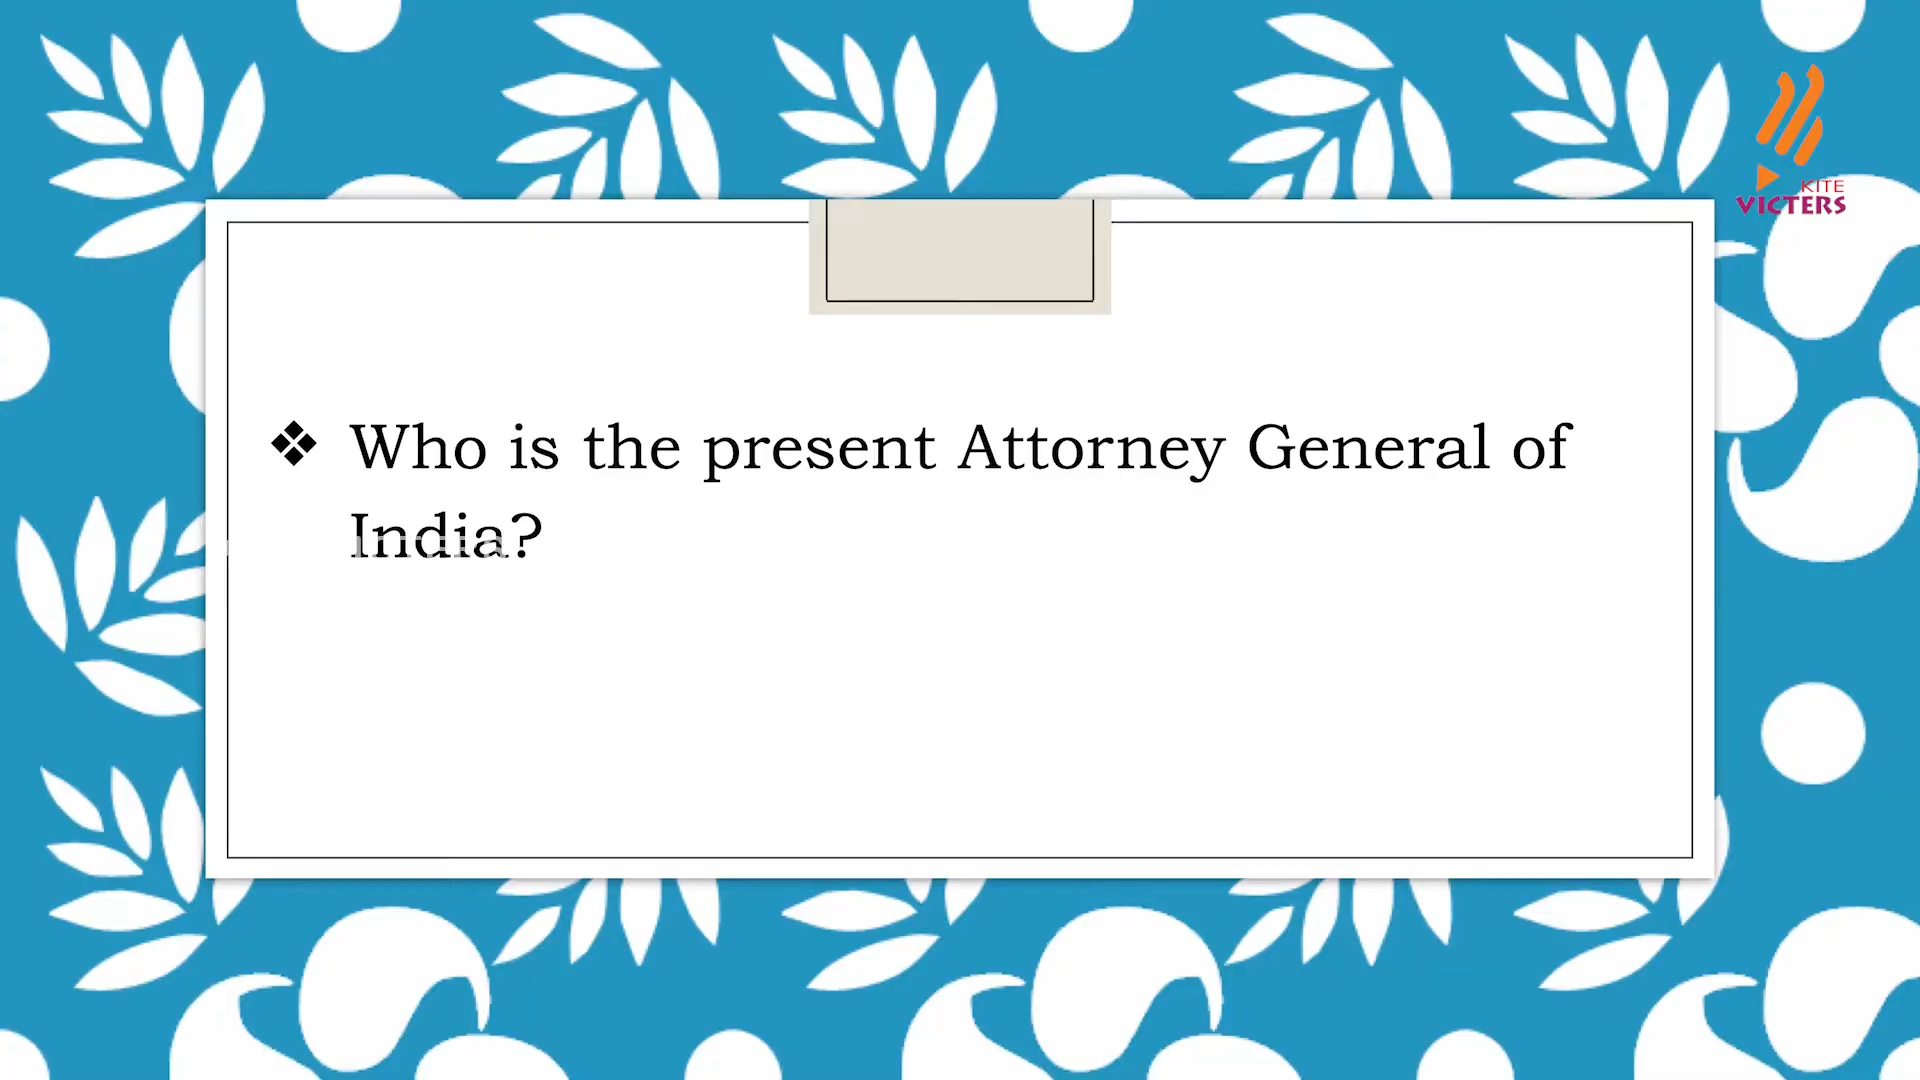 KITE
VICTERS
❖ Who is the present Attorney General of
India?